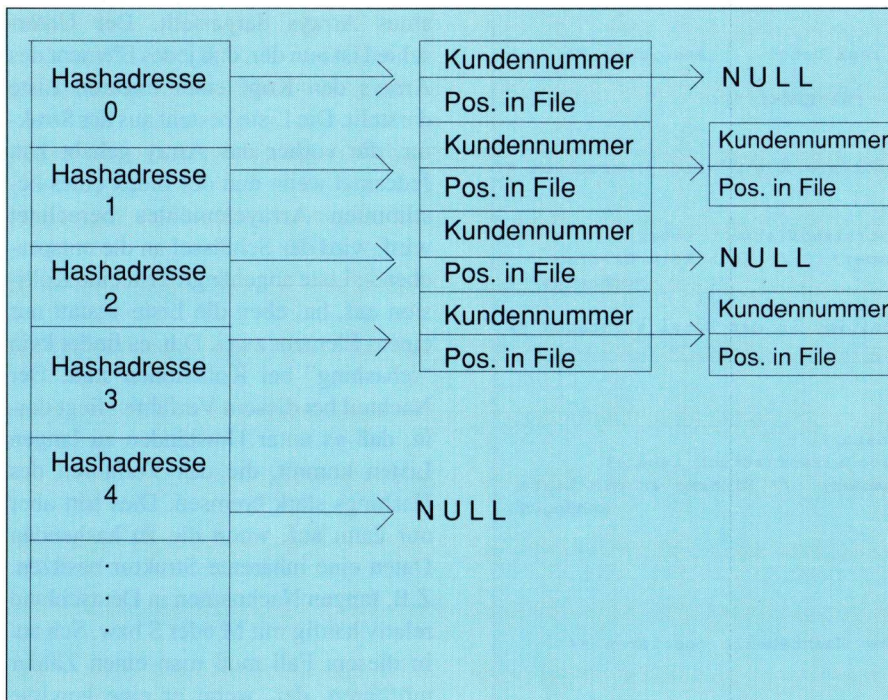 Hashadresse
0
Kundennummer
Pos. in File
NULL
Hashadresse
1
Kundennummer
Pos. in File
Kundennummer
Pos. in File
Hashadresse
2
Kundennummer
Pos. in File
NULL
Hashadresse
3
Kundennummer
Pos. in File
Kundennummer
Pos. in File
Hashadresse
4
NULL